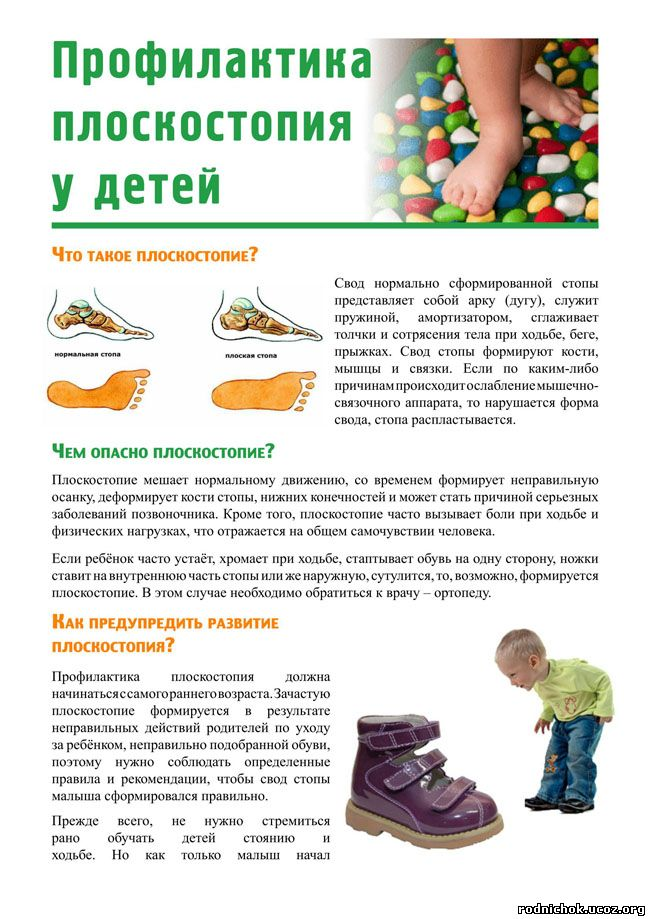 Профилактика
плоскостопия
у детей
Что такое плоскостопие?
нормальная стопа
плоская стопа
Свод нормально сформированной стопы
представляет собой арку (дугу), служит
пружиной, амортизатором, сглаживает
толчки и сотрясения тела при ходьбе, беге,
прыжках. Свод стопы формируют кости,
мышцы и связки. Если по каким-либо
причинам происходит ослабление мышечно-
связочного аппарата, то нарушается форма
свода, стопа распластывается.
Чем опасно плоскостопие?
Плоскостопие мешает нормальному движению, со временем формирует неправильную
осанку, деформирует кости стопы, нижних конечностей и может стать причиной серьезных
заболеваний позвоночника. Кроме того, плоскостопие часто вызывает боли при ходьбе и
физических нагрузках, что отражается на общем самочувствии человека.
Если ребёнок часто устаёт, хромает при ходьбе, стаптывает обувь на одну сторону, ножки
ставит на внутреннюю часть стопы или же наружную, сутулится, то, возможно, формируется
плоскостопие. В этом случае необходимо обратиться к врачу – ортопеду.
Как предупредить развитие
плоскостопия?
Профилактика плоскостопия должна
начинаться с самого раннего возраста. Зачастую
плоскостопие формируется в результате
неправильных действий родителей по уходу
за ребёнком, неправильно подобранной обуви,
поэтому нужно соблюдать определенные
правила и рекомендации, чтобы свод стопы
малыша сформировался правильно.
Прежде всего, не нужно стремиться
рано обучать детей стоянию и
ходьбе. Но как только малыш начал
rodnichok.ucoz.org